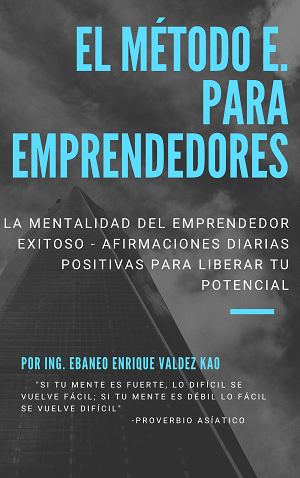 EL MÉTODO E.
PARA
EMPRENDEDORES
LA MENTALIDAD DEL EMPRENDEDOR
EXITOSO - AFIRMACIONES DIARIAS
POSITIVAS PARA LIBERAR TU
POTENCIAL
POR ING. EBANEO ENRIQUE VALDEZ KAO
"SI TU MENTE ES FUERTE, LO DIFÍCIL SE
VUELVE FÁCIL; SI TU MENTE ES DÉBIL LO FÁCIL
SE VUELVE DIFÍCIL"
-PROVERBIO ASÍATICO